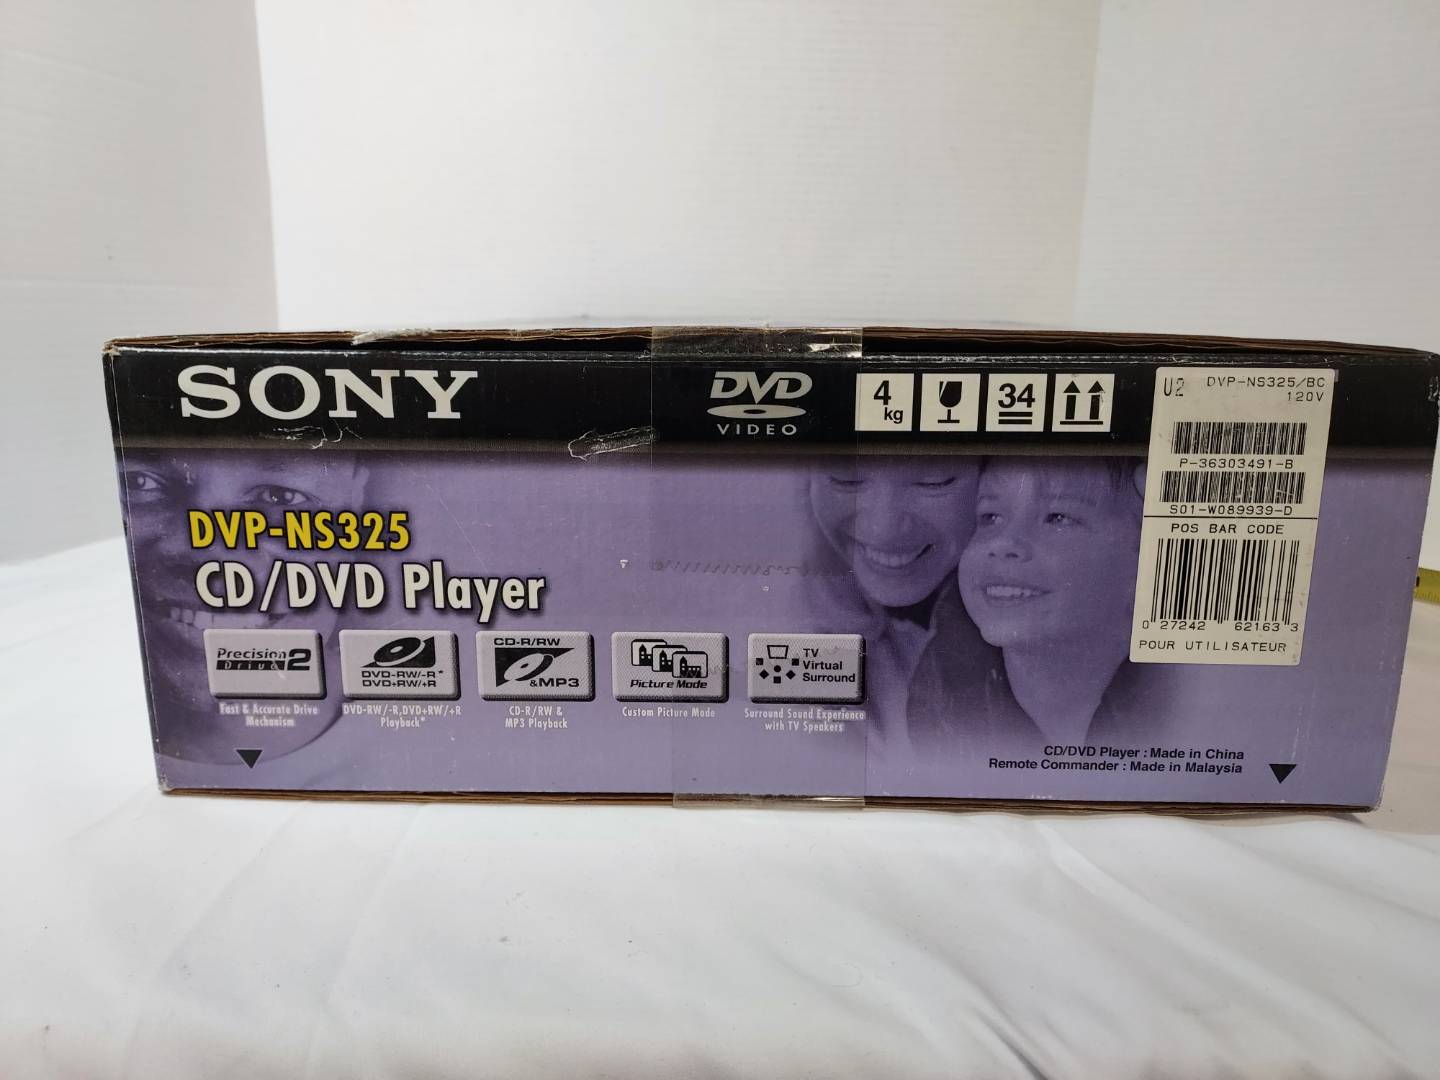 SONY
DVD
VIDEO
4
kg
34
U2 DVP-NS325/BC
120V
P-36303491-B
S01-W089939-D
POS BAR CODE
0 27242 62163 3
POUR UTILISATEUR
DVP-NS325
CD/DVD Player
Precision
Drive 2
Fast & Accurate Drive
Mechanism
DVD-RW/-R*
DVD+RW/+R
DVD-RW/-R,DVD+RW/+R
Playback*
CD-R/RW
&MP3
CD-R/RW &
MP3 Playback
Picture Mode
Custom Picture Mode
TV
Virtual
Surround
Surround Sound Experience
with TV Speakers
CD/DVD Player : Made in China
Remote Commander : Made in Malaysia